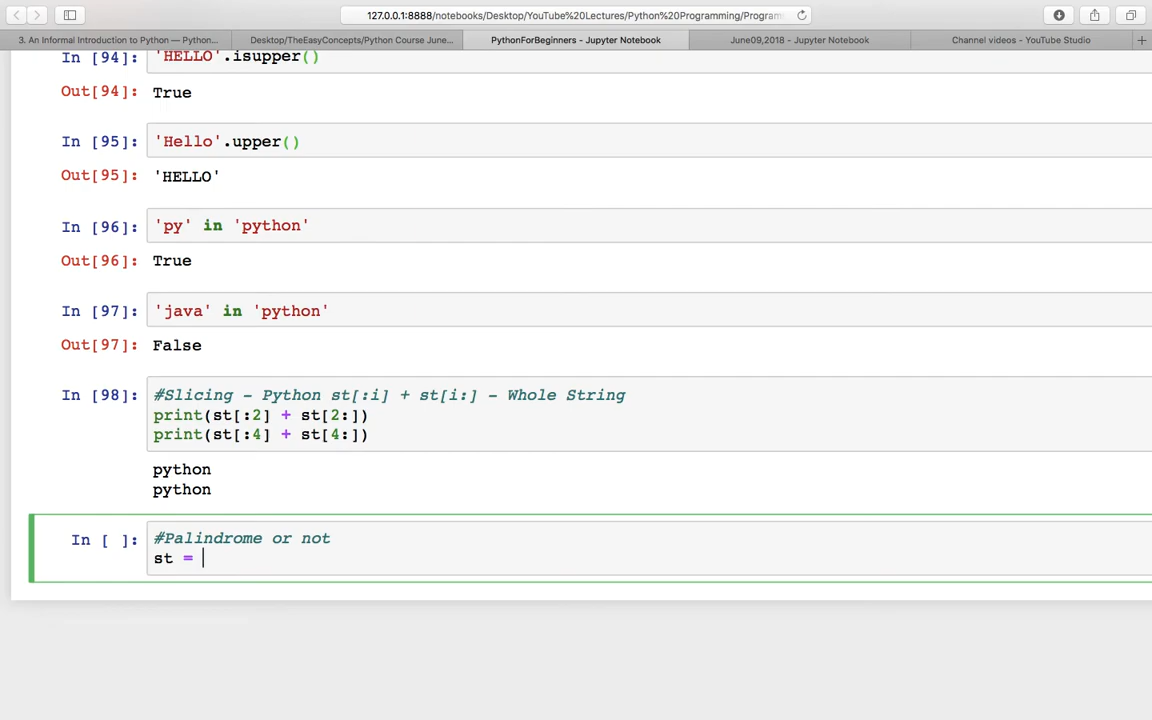 127.0.0.1:8888/notebooks/Desktop/YouTube%20Lectures/Python%20Programming/Program
3. An Informal Introduction to Python — Python...
Desktop/TheEasyConcepts/Python Course June...
PythonForBeginners - Jupyter Notebook
June09,2018 - Jupyter Notebook
Channel videos - YouTube Studio
In [94]: 'HELLO'.isupper()
Out[94]: True
In [95]: 'Hello'.upper()
Out[95]: 'HELLO'
In [96]: 'py' in 'python'
Out[96]: True
In [97]: 'java' in 'python'
Out[97]: False
In [98]: #Slicing - Python st[:i] + st[i:] - Whole String
print(st[:2] + st[2:])
print(st[:4] + st[4:])
python
python
In [ ]: #Palindrome or not
st =